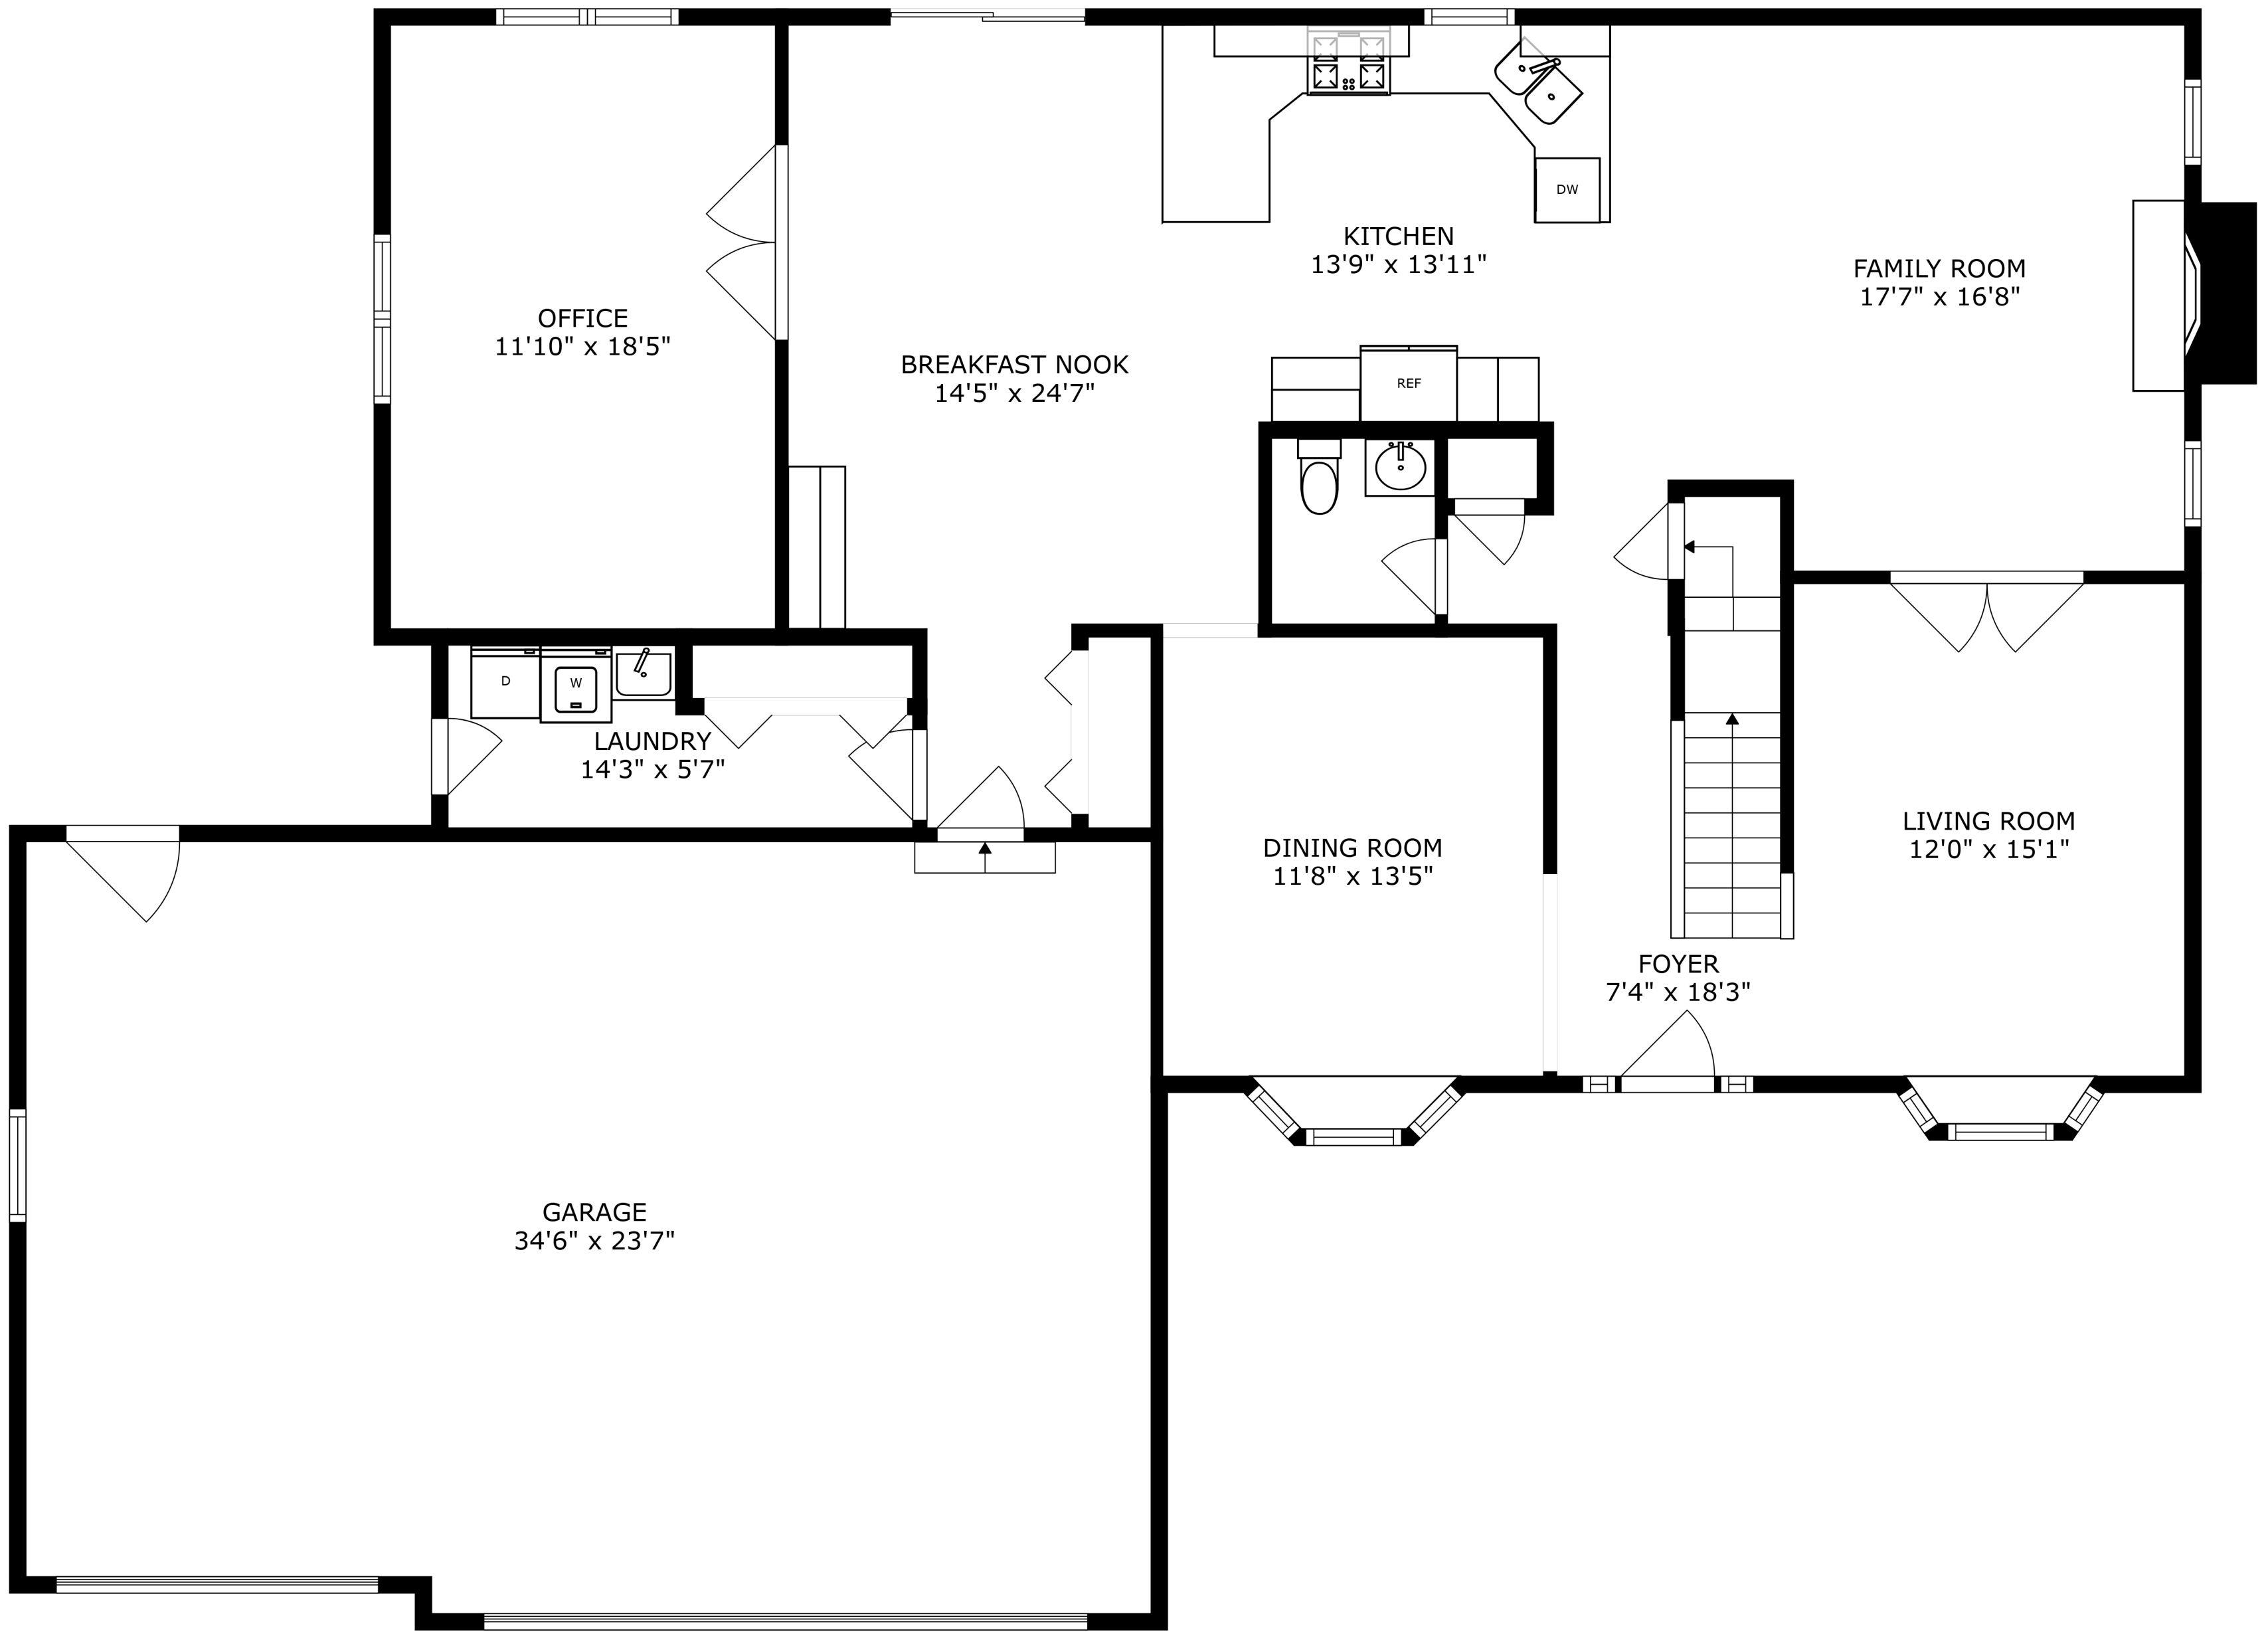 DW
KITCHEN
13'9" x 13'11"
FAMILY ROOM
17'7" x 16'8"
OFFICE
11'10" x 18'5"
BREAKFAST NOOK
14'5" x 24'7"
REF
D
W
LAUNDRY
14'3" x 5'7"
DINING ROOM
11'8" x 13'5"
LIVING ROOM
12'0" x 15'1"
FOYER
7'4" x 18'3"
GARAGE
34'6" x 23'7"